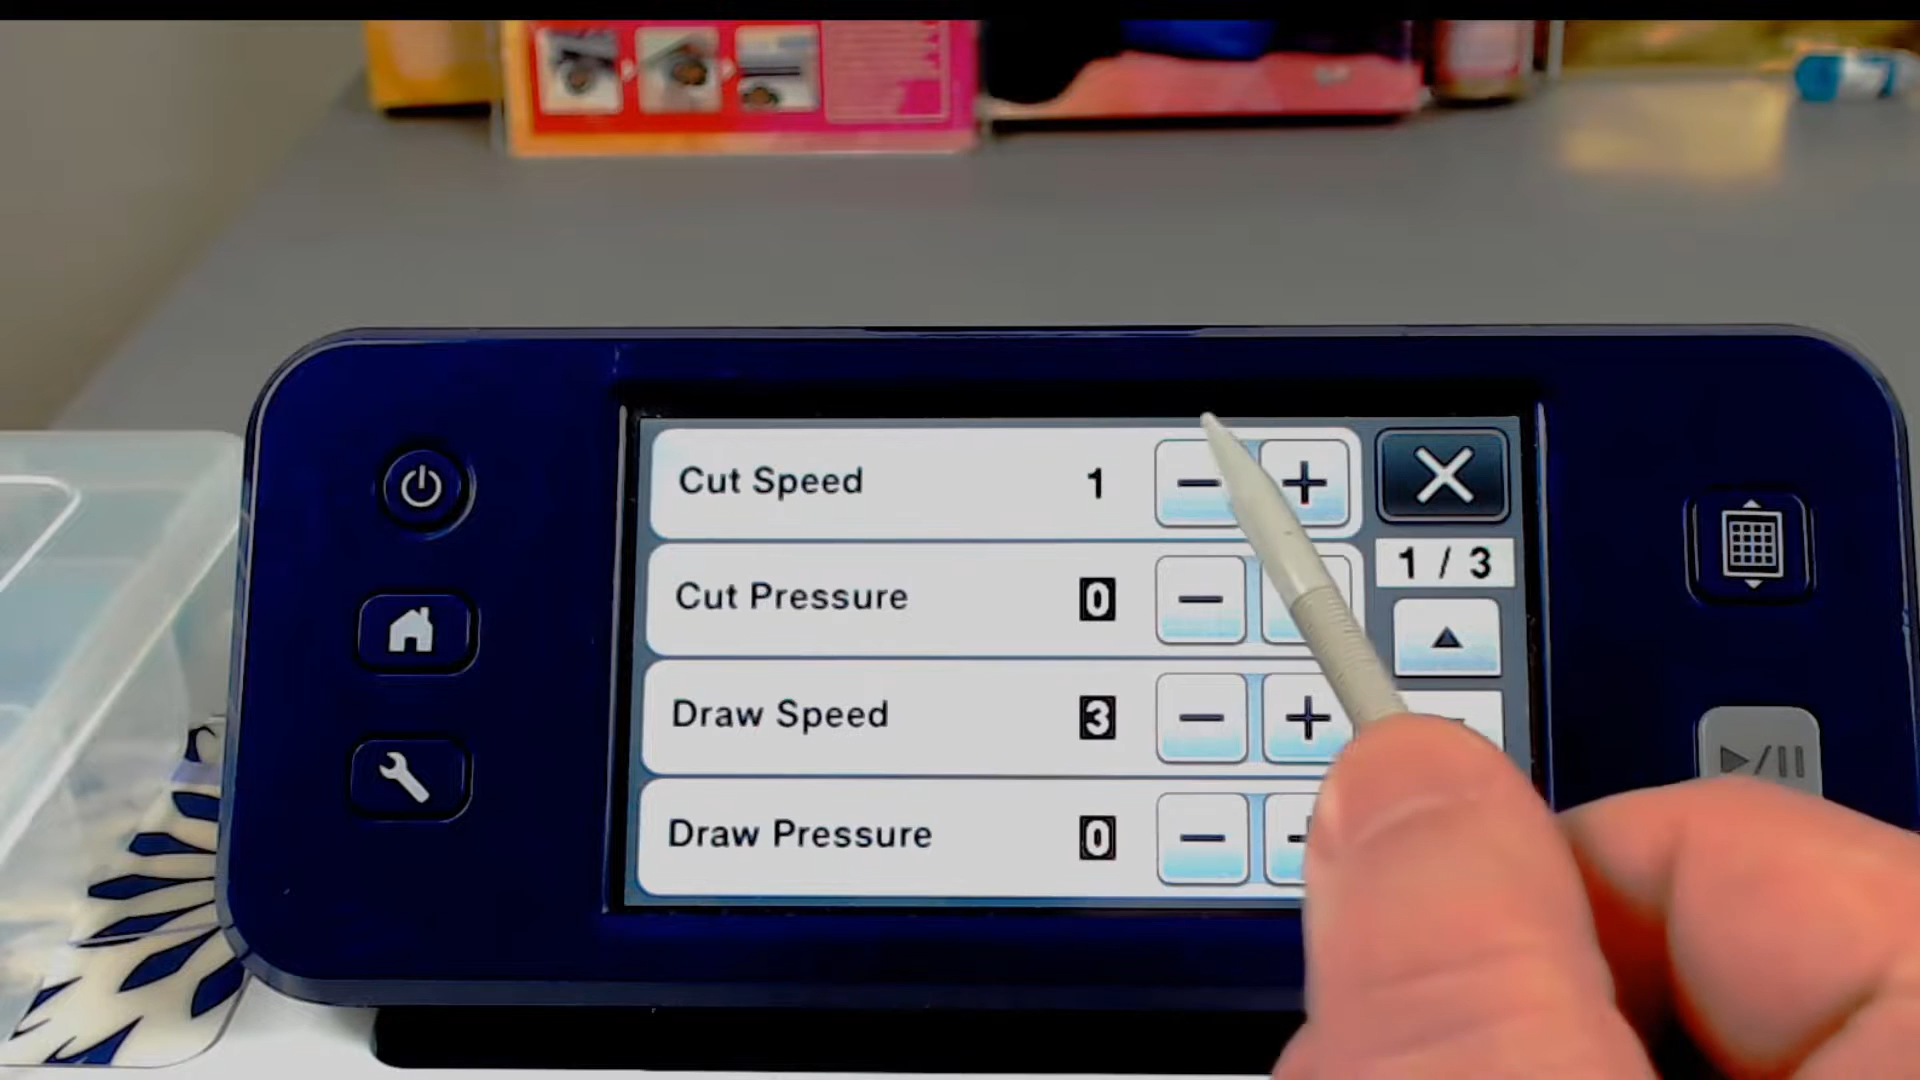 Cut Speed 1 − +
1 / 3
Cut Pressure 0 −
Draw Speed 3 − +
Draw Pressure 0 −